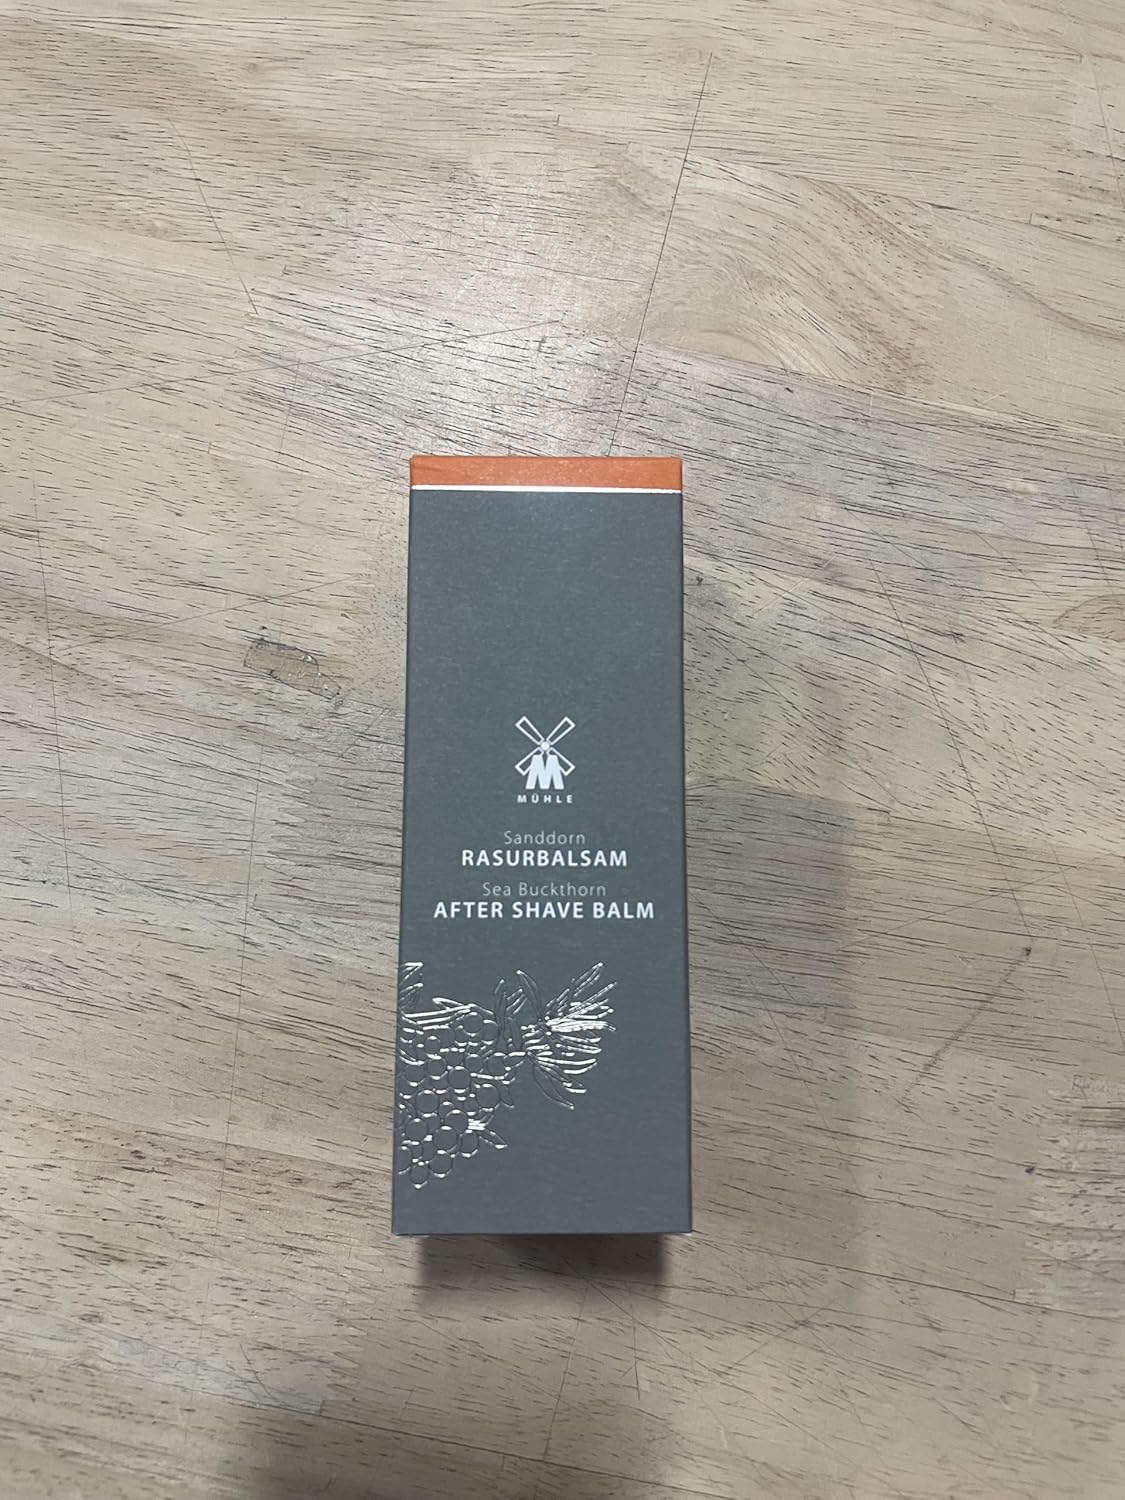 MÜHLE
Sanddorn
RASURBALSAM
Sea Buckthorn
AFTER SHAVE BALM